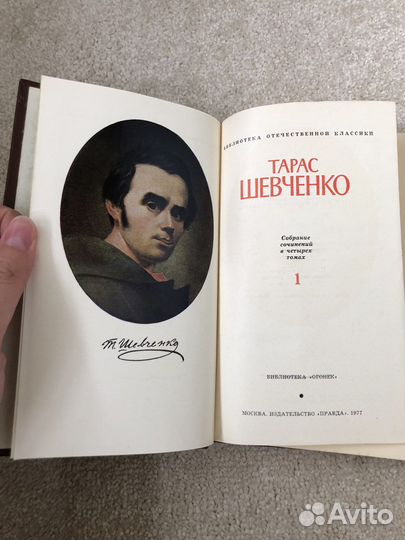 Т. Шевченко
БИБЛИОТЕКА ОТЕЧЕСТВЕННОЙ КЛАССИКИ
ТАРАС
ШЕВЧЕНКО
Собрание
сочинений
в четырех
томах
1
БИБЛИОТЕКА «ОГОНЕК»
МОСКВА. ИЗДАТЕЛЬСТВО «ПРАВДА». 1977
Avito